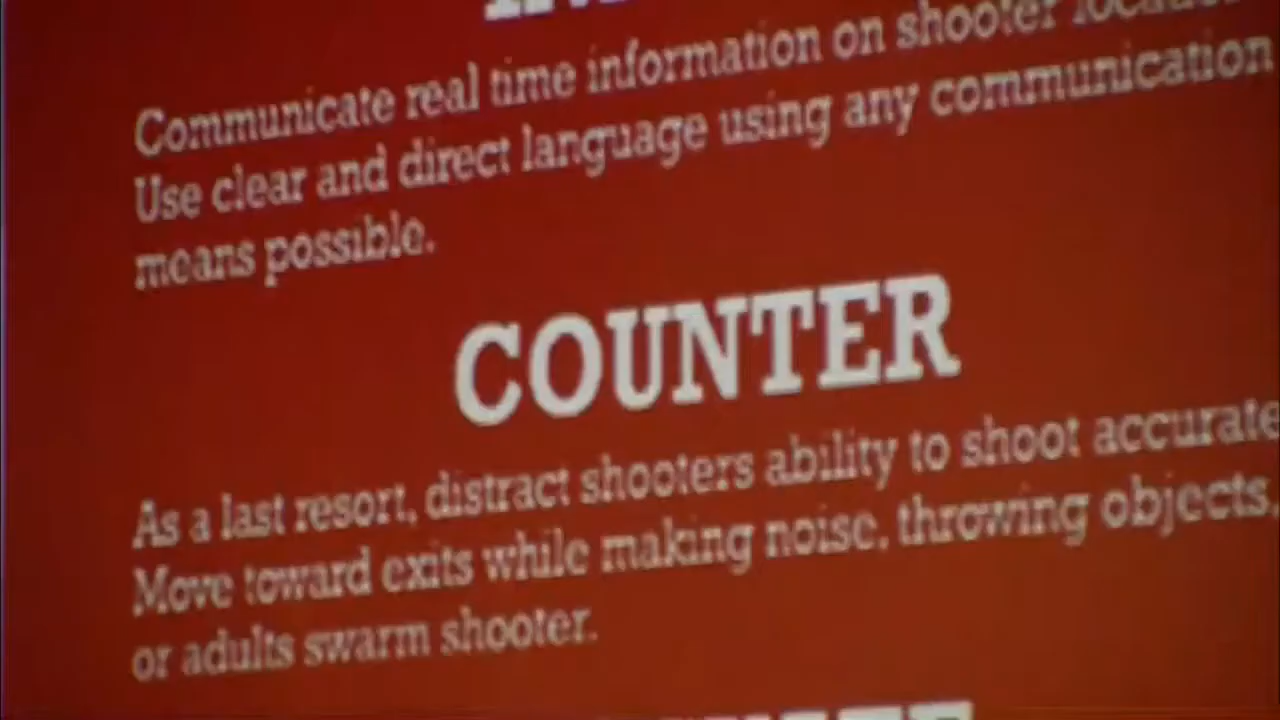 Communicate real time information on shooter
Use clear and direct language using any communication
means possible.
COUNTER
As a last resort, distract shooters ability to shoot accurate
Move toward exits while making noise, throwing objects,
or adults swarm shooter.